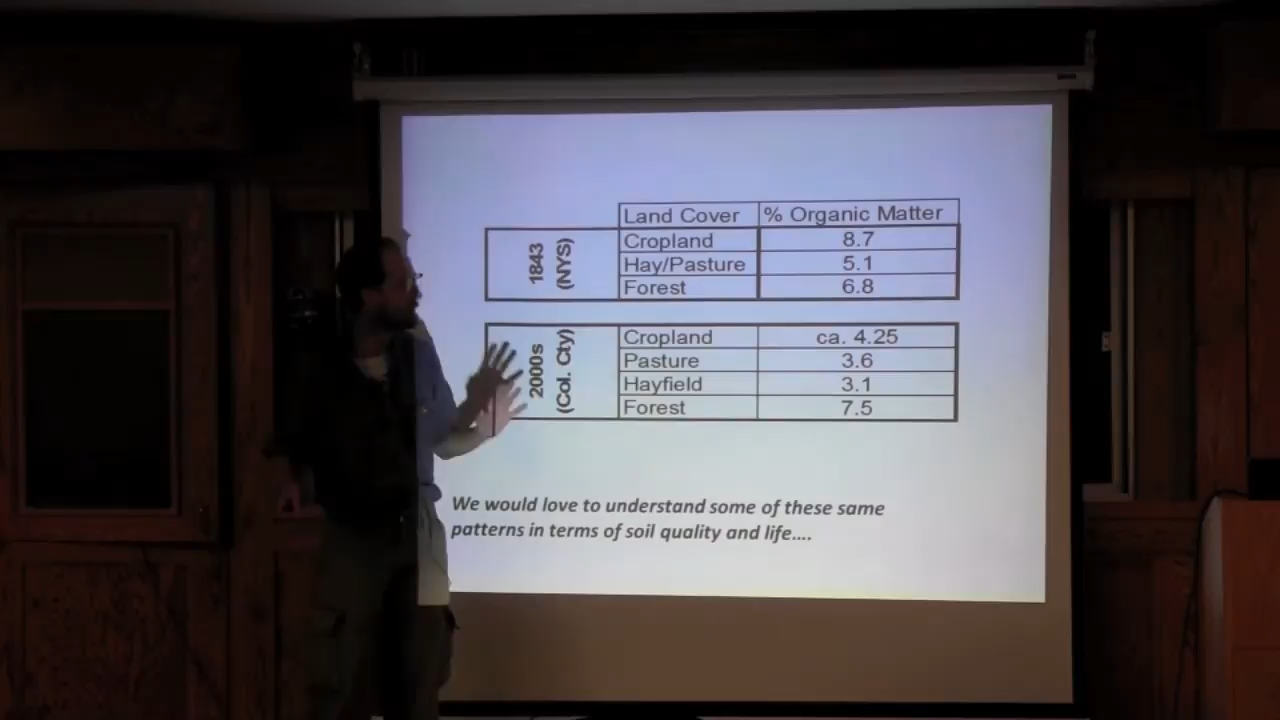 Land Cover % Organic Matter
1843 (NYS)
Cropland 8.7
Hay/Pasture 5.1
Forest 6.8
2000s (Col. Cty)
Cropland ca. 4.25
Pasture 3.6
Hayfield 3.1
Forest 7.5
We would love to understand some of these same
patterns in terms of soil quality and life....